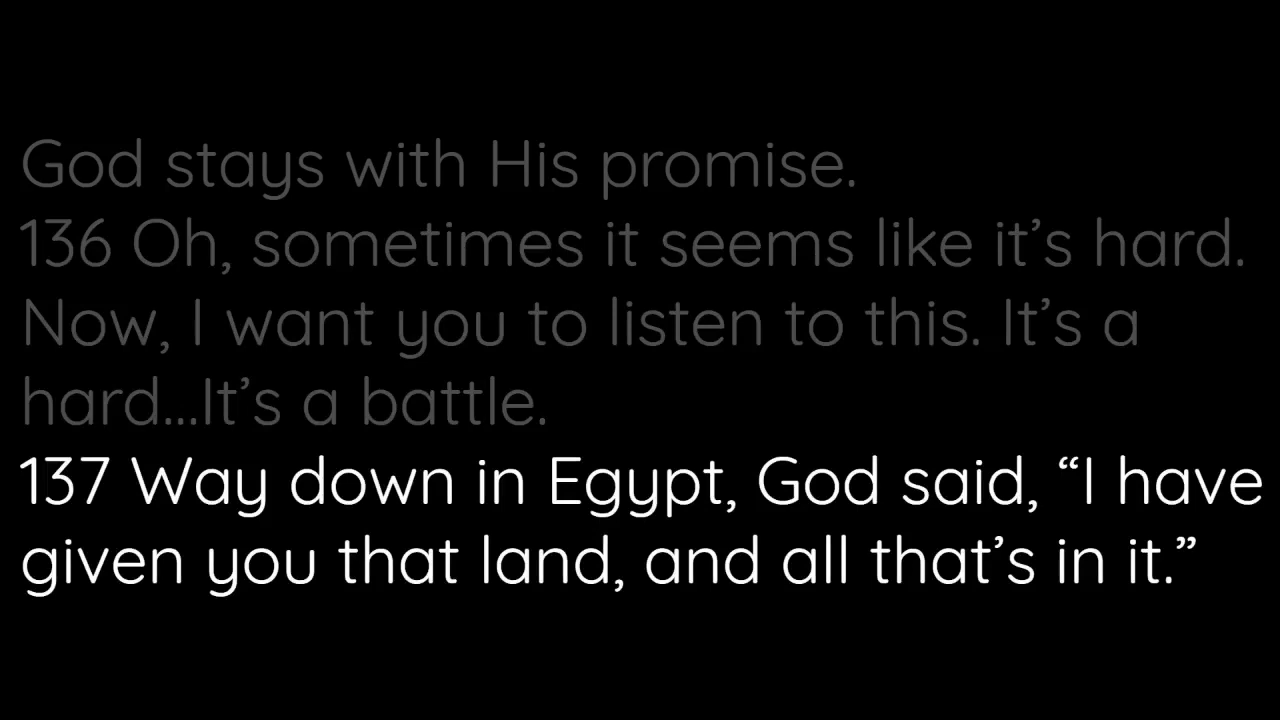 God stays with His promise.
136 Oh, sometimes it seems like it’s hard.
Now, I want you to listen to this. It’s a
hard...It’s a battle.
137 Way down in Egypt, God said, “I have
given you that land, and all that’s in it.”